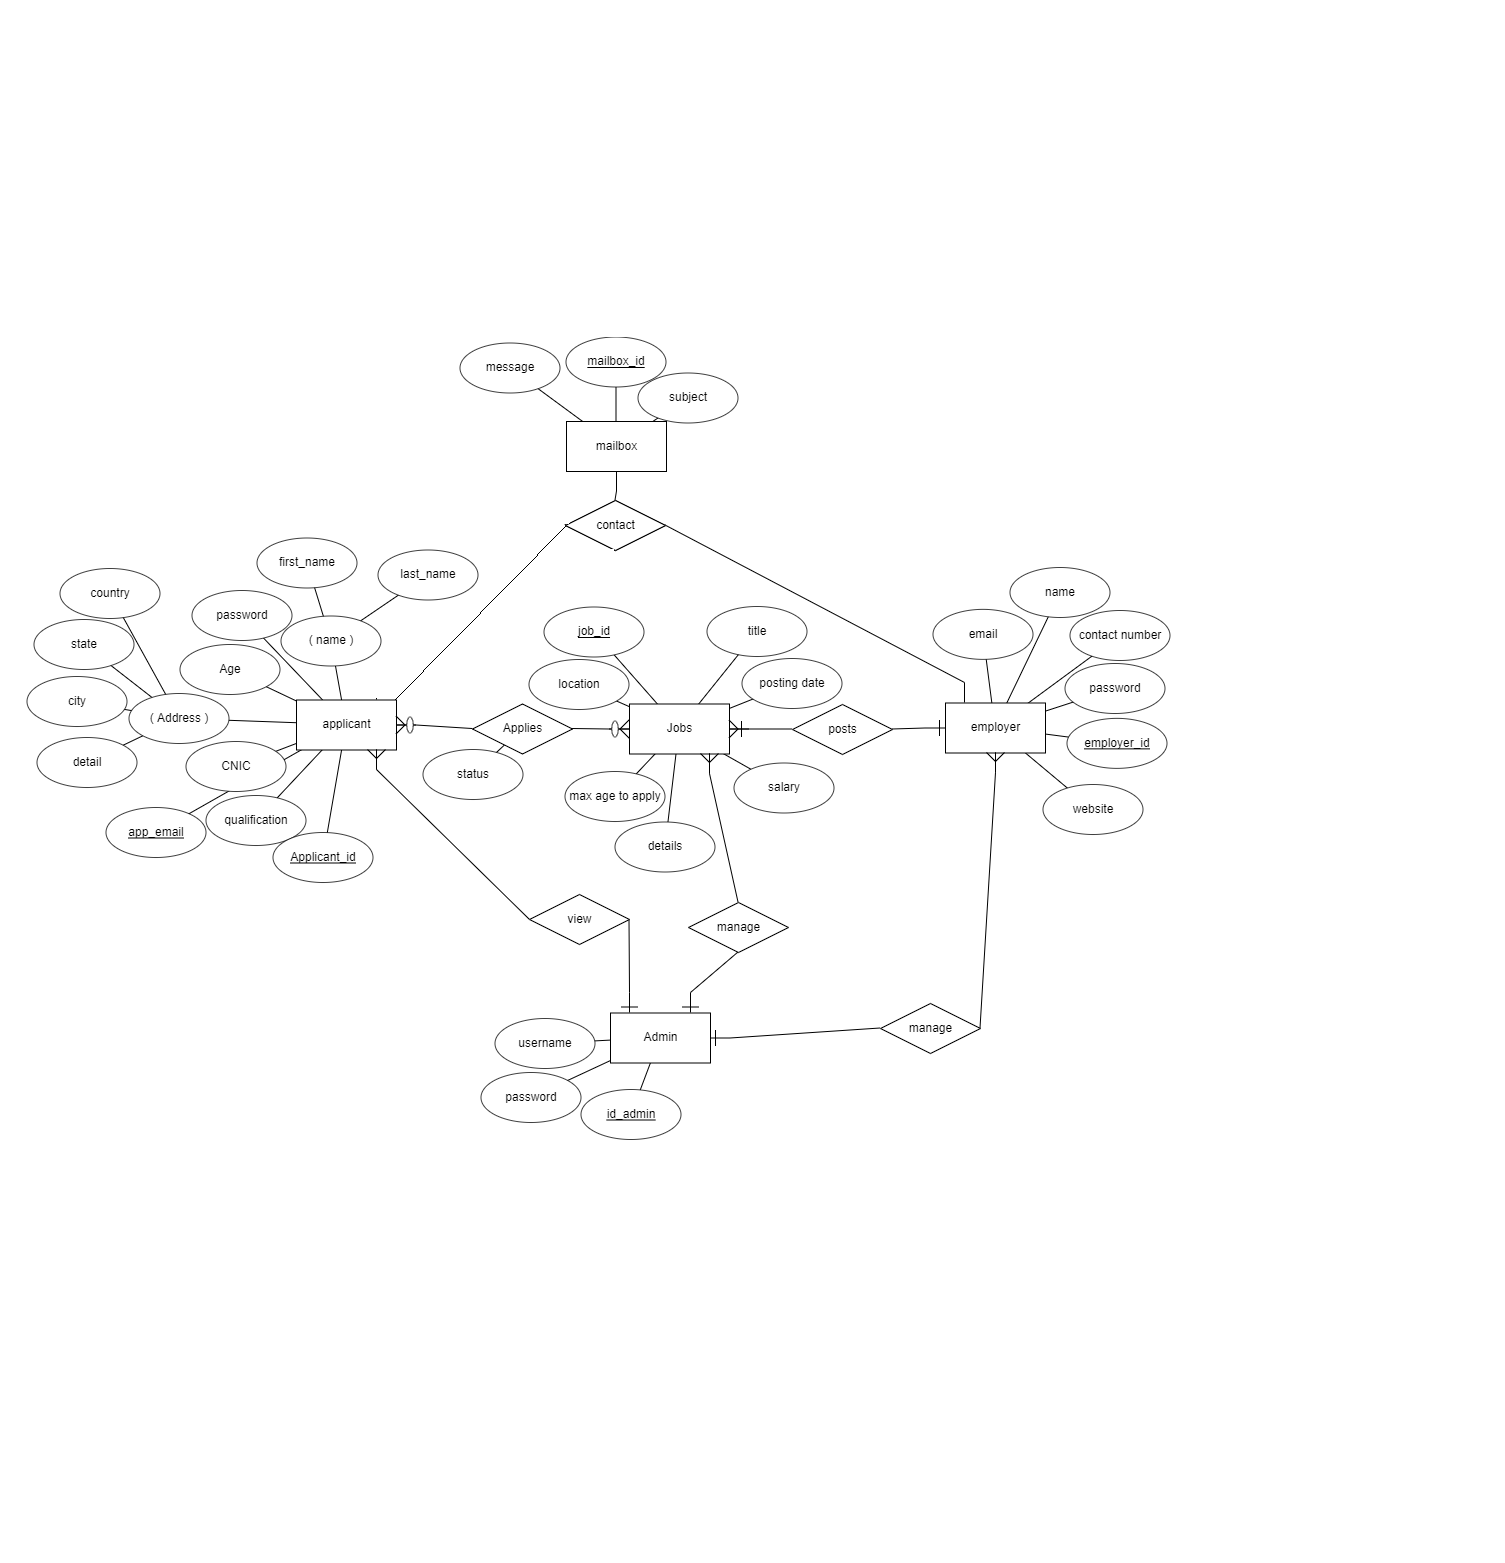 message
mailbox_id
subject
mailbox
contact
first_name
last_name
country
password
( name )
state
Age
city
( Address )
applicant
detail
CNIC
app_email
qualification
Applicant_id
Applies
status
job_id
title
location
posting date
Jobs
max age to apply
salary
details
posts
name
email
contact number
password
employer
employer_id
website
view
manage
manage
Admin
username
password
id_admin